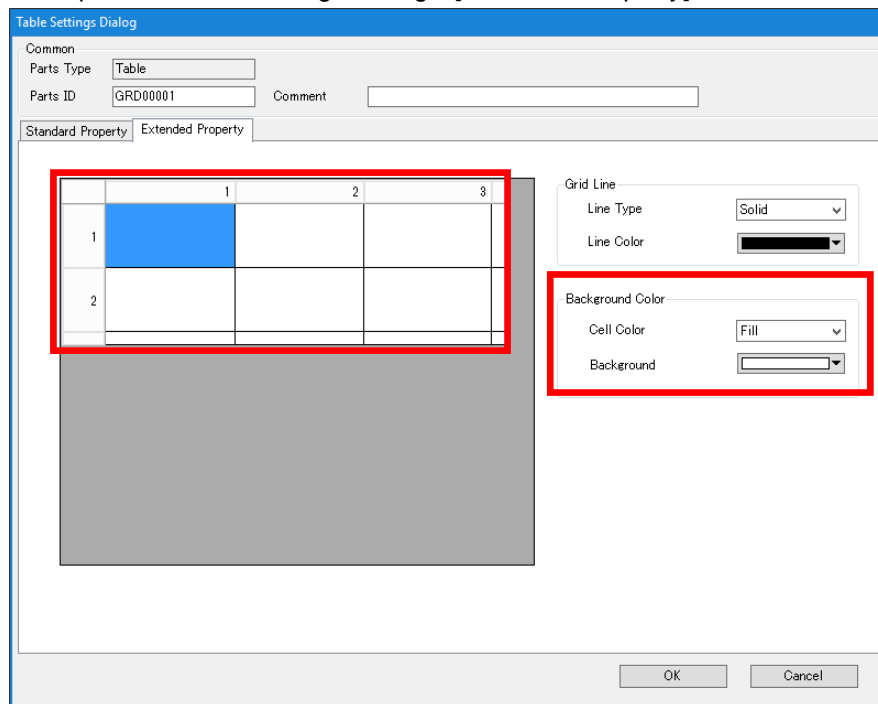 Table Settings Dialog
Common
Parts Type Table
Parts ID GRD00001 Comment
Standard Property Extended Property
1 2 3
1
2
Grid Line
Line Type Solid
Line Color
Background Color
Cell Color Fill
Background
OK Cancel